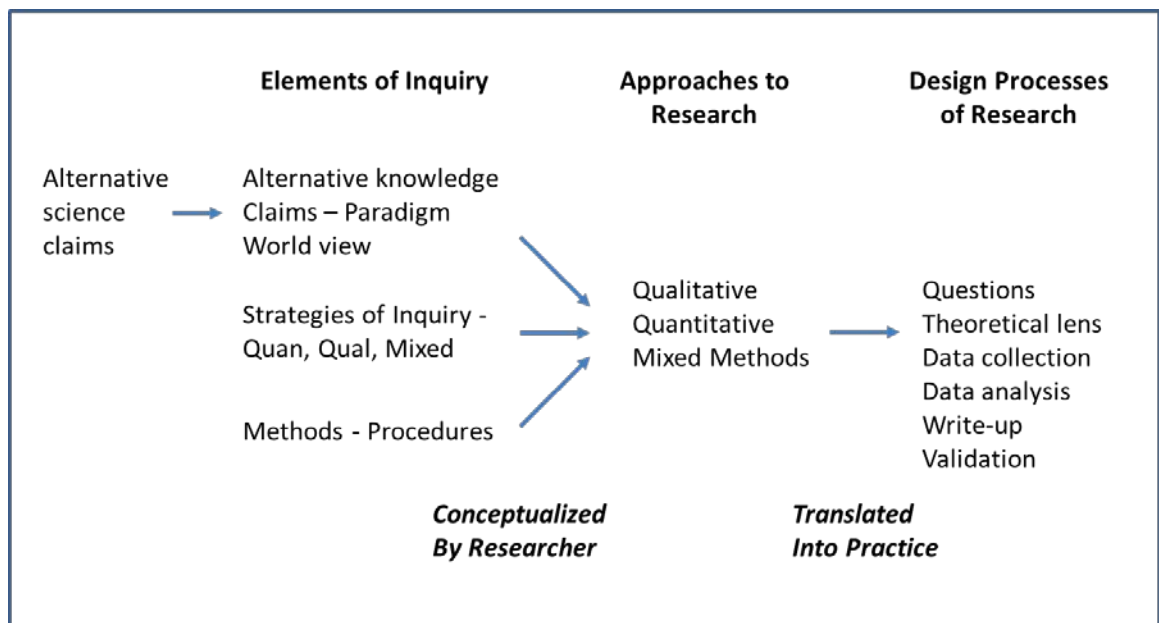 Elements of Inquiry
Approaches to
Research
Design Processes
of Research
Alternative
science
claims
Alternative knowledge
Claims – Paradigm
World view
Strategies of Inquiry -
Quan, Qual, Mixed
Methods - Procedures
Qualitative
Quantitative
Mixed Methods
Questions
Theoretical lens
Data collection
Data analysis
Write-up
Validation
Conceptualized
By Researcher
Translated
Into Practice